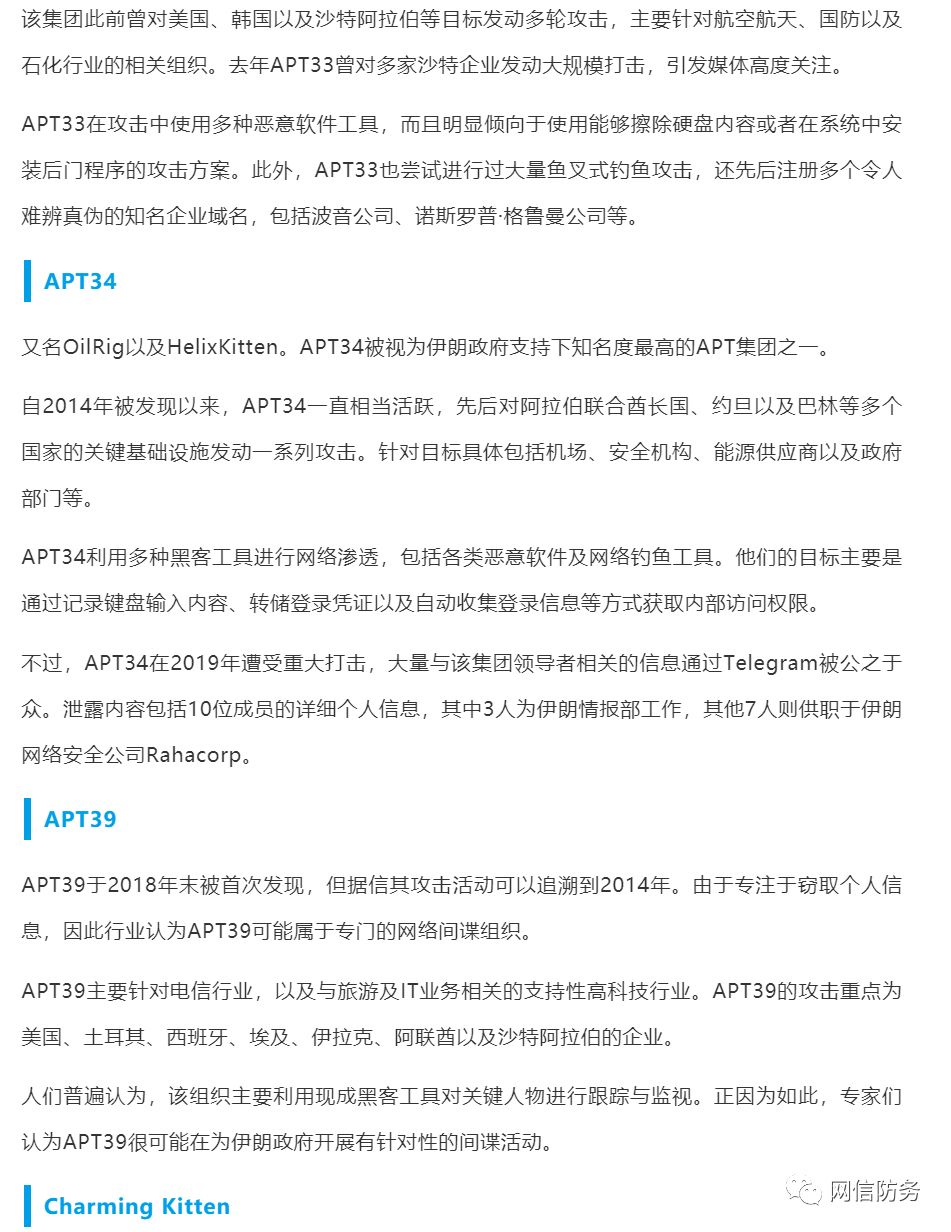 该集团此前曾对美国、韩国以及沙特阿拉伯等目标发动多轮攻击，主要针对航空航天、国防以及
石化行业的相关组织。去年APT33曾对多家沙特企业发动大规模打击，引发媒体高度关注。
APT33在攻击中使用多种恶意软件工具，而且明显倾向于使用能够擦除硬盘内容或者在系统中安
装后门程序的攻击方案。此外，APT33也尝试进行过大量鱼叉式钓鱼攻击，还先后注册多个令人
难辨真伪的知名企业域名，包括波音公司、诺斯罗普·格鲁曼公司等。
APT34
又名OilRig以及HelixKitten。APT34被视为伊朗政府支持下知名度最高的APT集团之一。
自2014年被发现以来，APT34一直相当活跃，先后对阿拉伯联合酋长国、约旦以及巴林等多个
国家的关键基础设施发动一系列攻击。针对目标具体包括机场、安全机构、能源供应商以及政府
部门等。
APT34利用多种黑客工具进行网络渗透，包括各类恶意软件及网络钓鱼工具。他们的目标主要是
通过记录键盘输入内容、转储登录凭证以及自动收集登录信息等方式获取内部访问权限。
不过，APT34在2019年遭受重大打击，大量与该集团领导者相关的信息通过Telegram被公之于
众。泄露内容包括10位成员的详细个人信息，其中3人为伊朗情报部工作，其他7人则供职于伊朗
网络安全公司Rahacorp。
APT39
APT39于2018年末被首次发现，但据信其攻击活动可以追溯到2014年。由于专注于窃取个人信
息，因此行业认为APT39可能属于专门的网络间谍组织。
APT39主要针对电信行业，以及与旅游及IT业务相关的支持性高科技行业。APT39的攻击重点为
美国、土耳其、西班牙、埃及、伊拉克、阿联酋以及沙特阿拉伯的企业。
人们普遍认为，该组织主要利用现成黑客工具对关键人物进行跟踪与监视。正因为如此，专家们
认为APT39很可能在为伊朗政府开展有针对性的间谍活动。
Charming Kitten
网信防务